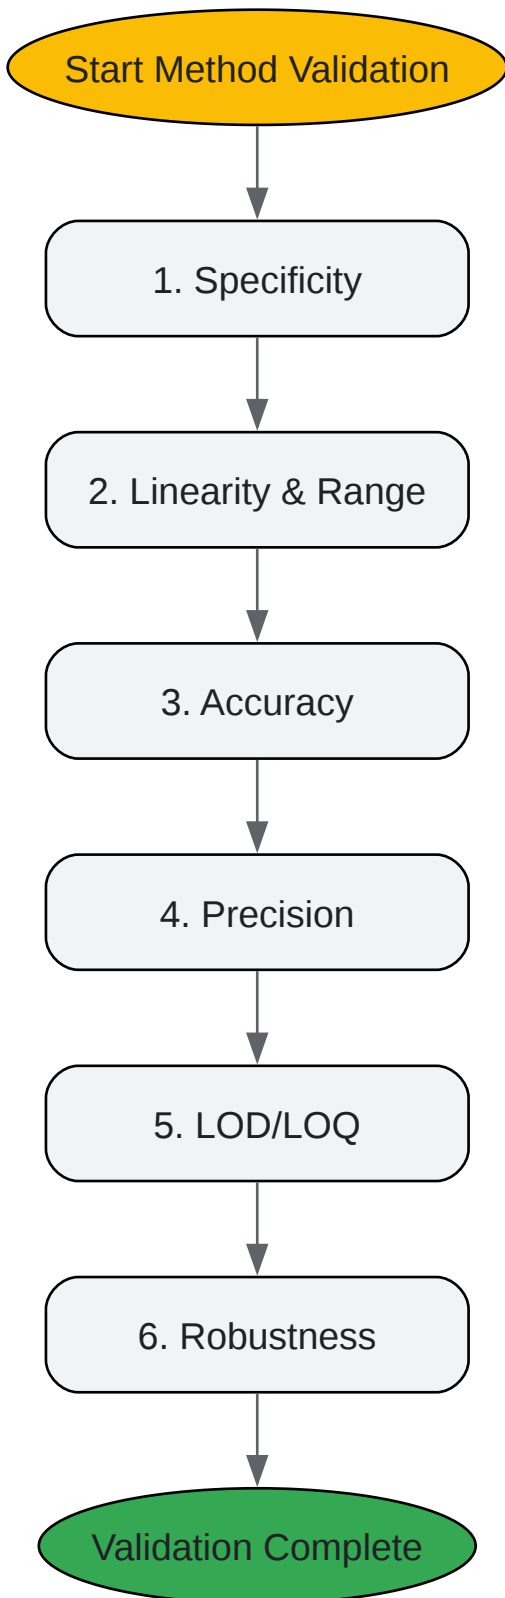 Start Method Validation
1. Specificity
2. Linearity & Range
3. Accuracy
4. Precision
5. LOD/LOQ
6. Robustness
Validation Complete